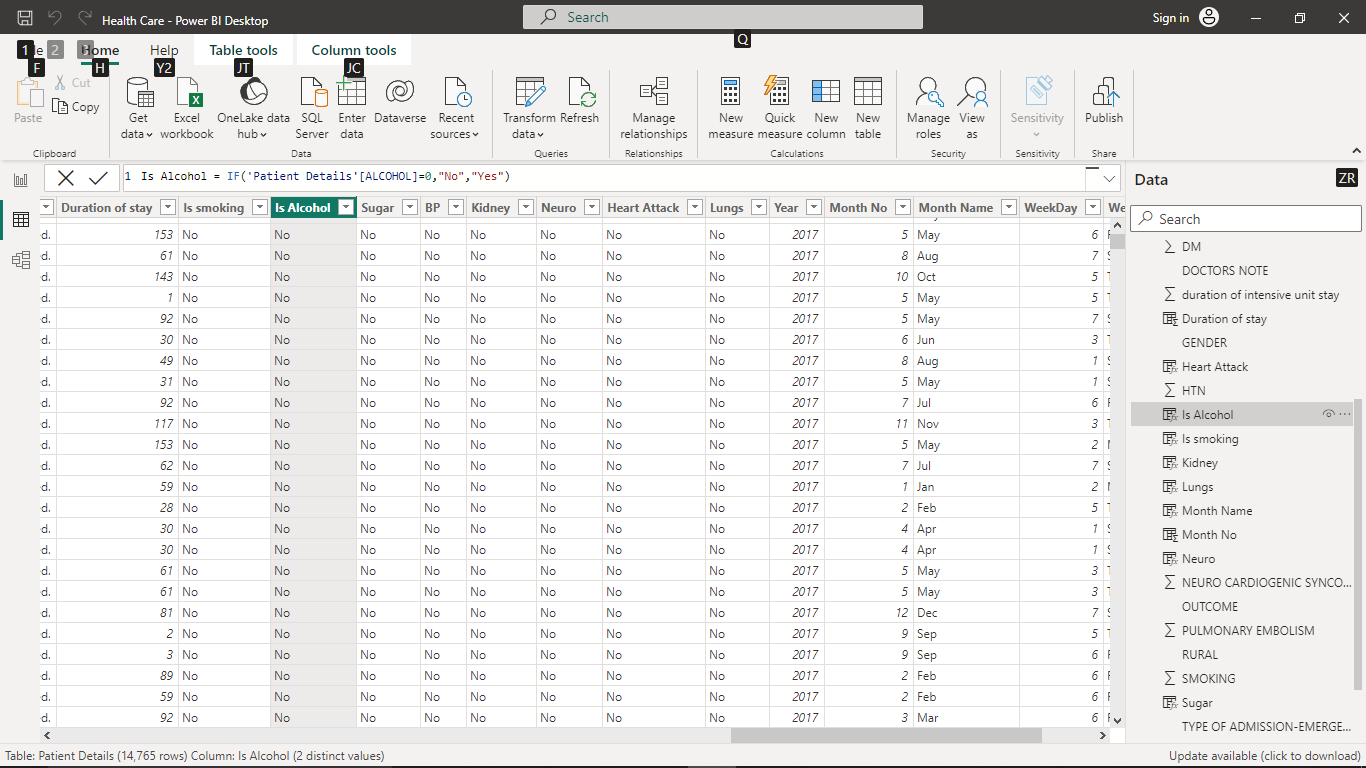 Health Care - Power BI Desktop
Search
Sign in
Q
1 2 3
Home Help Table tools Column tools
F H Y2 JT JC
Paste
Cut
Copy
Clipboard
Get data
Excel workbook
OneLake data hub
SQL Server
Enter data
Dataverse
Recent sources
Data
Transform data
Refresh
Queries
Manage relationships
Relationships
New measure
Quick measure
New column
New table
Calculations
Manage roles
View as
Security
Sensitivity
Sensitivity
Publish
Share
1 Is Alcohol = IF('Patient Details'[ALCOHOL]=0,"No","Yes")
Duration of stay Is smoking Is Alcohol Sugar BP Kidney Neuro Heart Attack Lungs Year Month No Month Name WeekDay We
d. 153 No No No No No No No No 2017 5 May 6
d. 61 No No No No No No No No 2017 8 Aug 7
d. 143 No No No No No No No No 2017 10 Oct 5
d. 1 No No No No No No No No 2017 5 May 5
d. 92 No No No No No No No No 2017 5 May 7
d. 30 No No No No No No No No 2017 6 Jun 3
d. 49 No No No No No No No No 2017 8 Aug 1
d. 31 No No No No No No No No 2017 5 May 1
d. 92 No No No No No No No No 2017 7 Jul 6
d. 117 No No No No No No No No 2017 11 Nov 3
d. 153 No No No No No No No No 2017 5 May 2
d. 62 No No No No No No No No 2017 7 Jul 7
d. 59 No No No No No No No No 2017 1 Jan 2
d. 28 No No No No No No No No 2017 2 Feb 5
d. 30 No No No No No No No No 2017 4 Apr 1
d. 30 No No No No No No No No 2017 4 Apr 1
d. 61 No No No No No No No No 2017 5 May 3
d. 61 No No No No No No No No 2017 5 May 3
d. 81 No No No No No No No No 2017 12 Dec 7
d. 2 No No No No No No No No 2017 9 Sep 5
d. 3 No No No No No No No No 2017 9 Sep 6
d. 89 No No No No No No No No 2017 2 Feb 6
d. 59 No No No No No No No No 2017 2 Feb 6
d. 92 No No No No No No No No 2017 3 Mar 6
Data
ZR
Search
DM
DOCTORS NOTE
duration of intensive unit stay
Duration of stay
GENDER
Heart Attack
HTN
Is Alcohol
Is smoking
Kidney
Lungs
Month Name
Month No
Neuro
NEURO CARDIOGENIC SYNCO...
OUTCOME
PULMONARY EMBOLISM
RURAL
SMOKING
Sugar
TYPE OF ADMISSION-EMERGE...
Table: Patient Details (14,765 rows) Column: Is Alcohol (2 distinct values)
Update available (click to download)